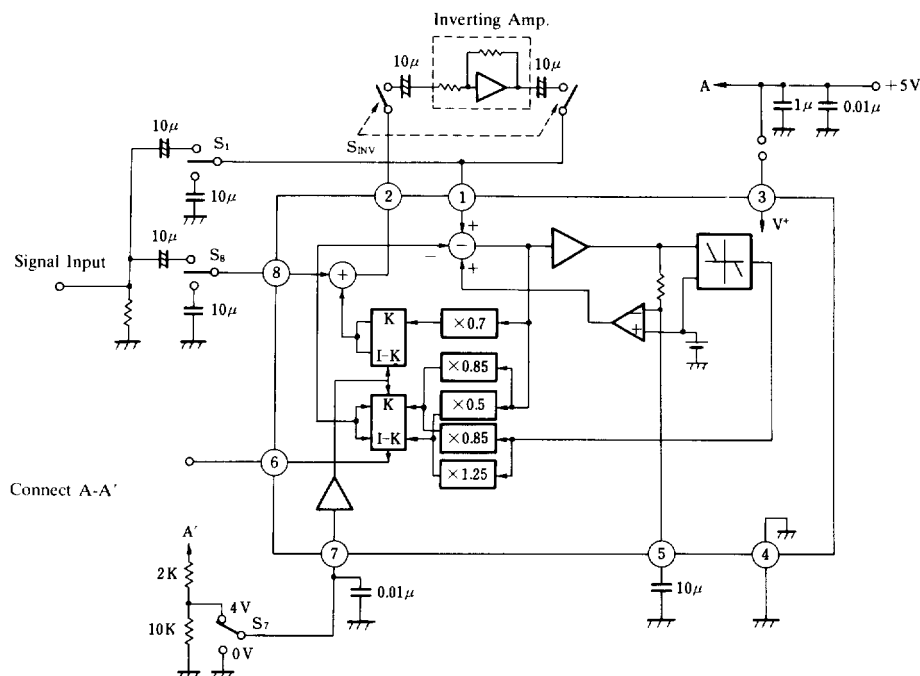 Inverting Amp.
10μ
10μ
A
+5V
1μ
0.01μ
10μ
S1
SINV
10μ
2
1
3
V+
10μ
Signal Input
S8
8
+
+
−
−
+
10μ
K
I−K
×0.7
−
+
×0.85
K
I−K
×0.5
×0.85
6
×1.25
Connect A-A′
7
5
4
A′
2K
0.01μ
10μ
4V
S7
10K
0V